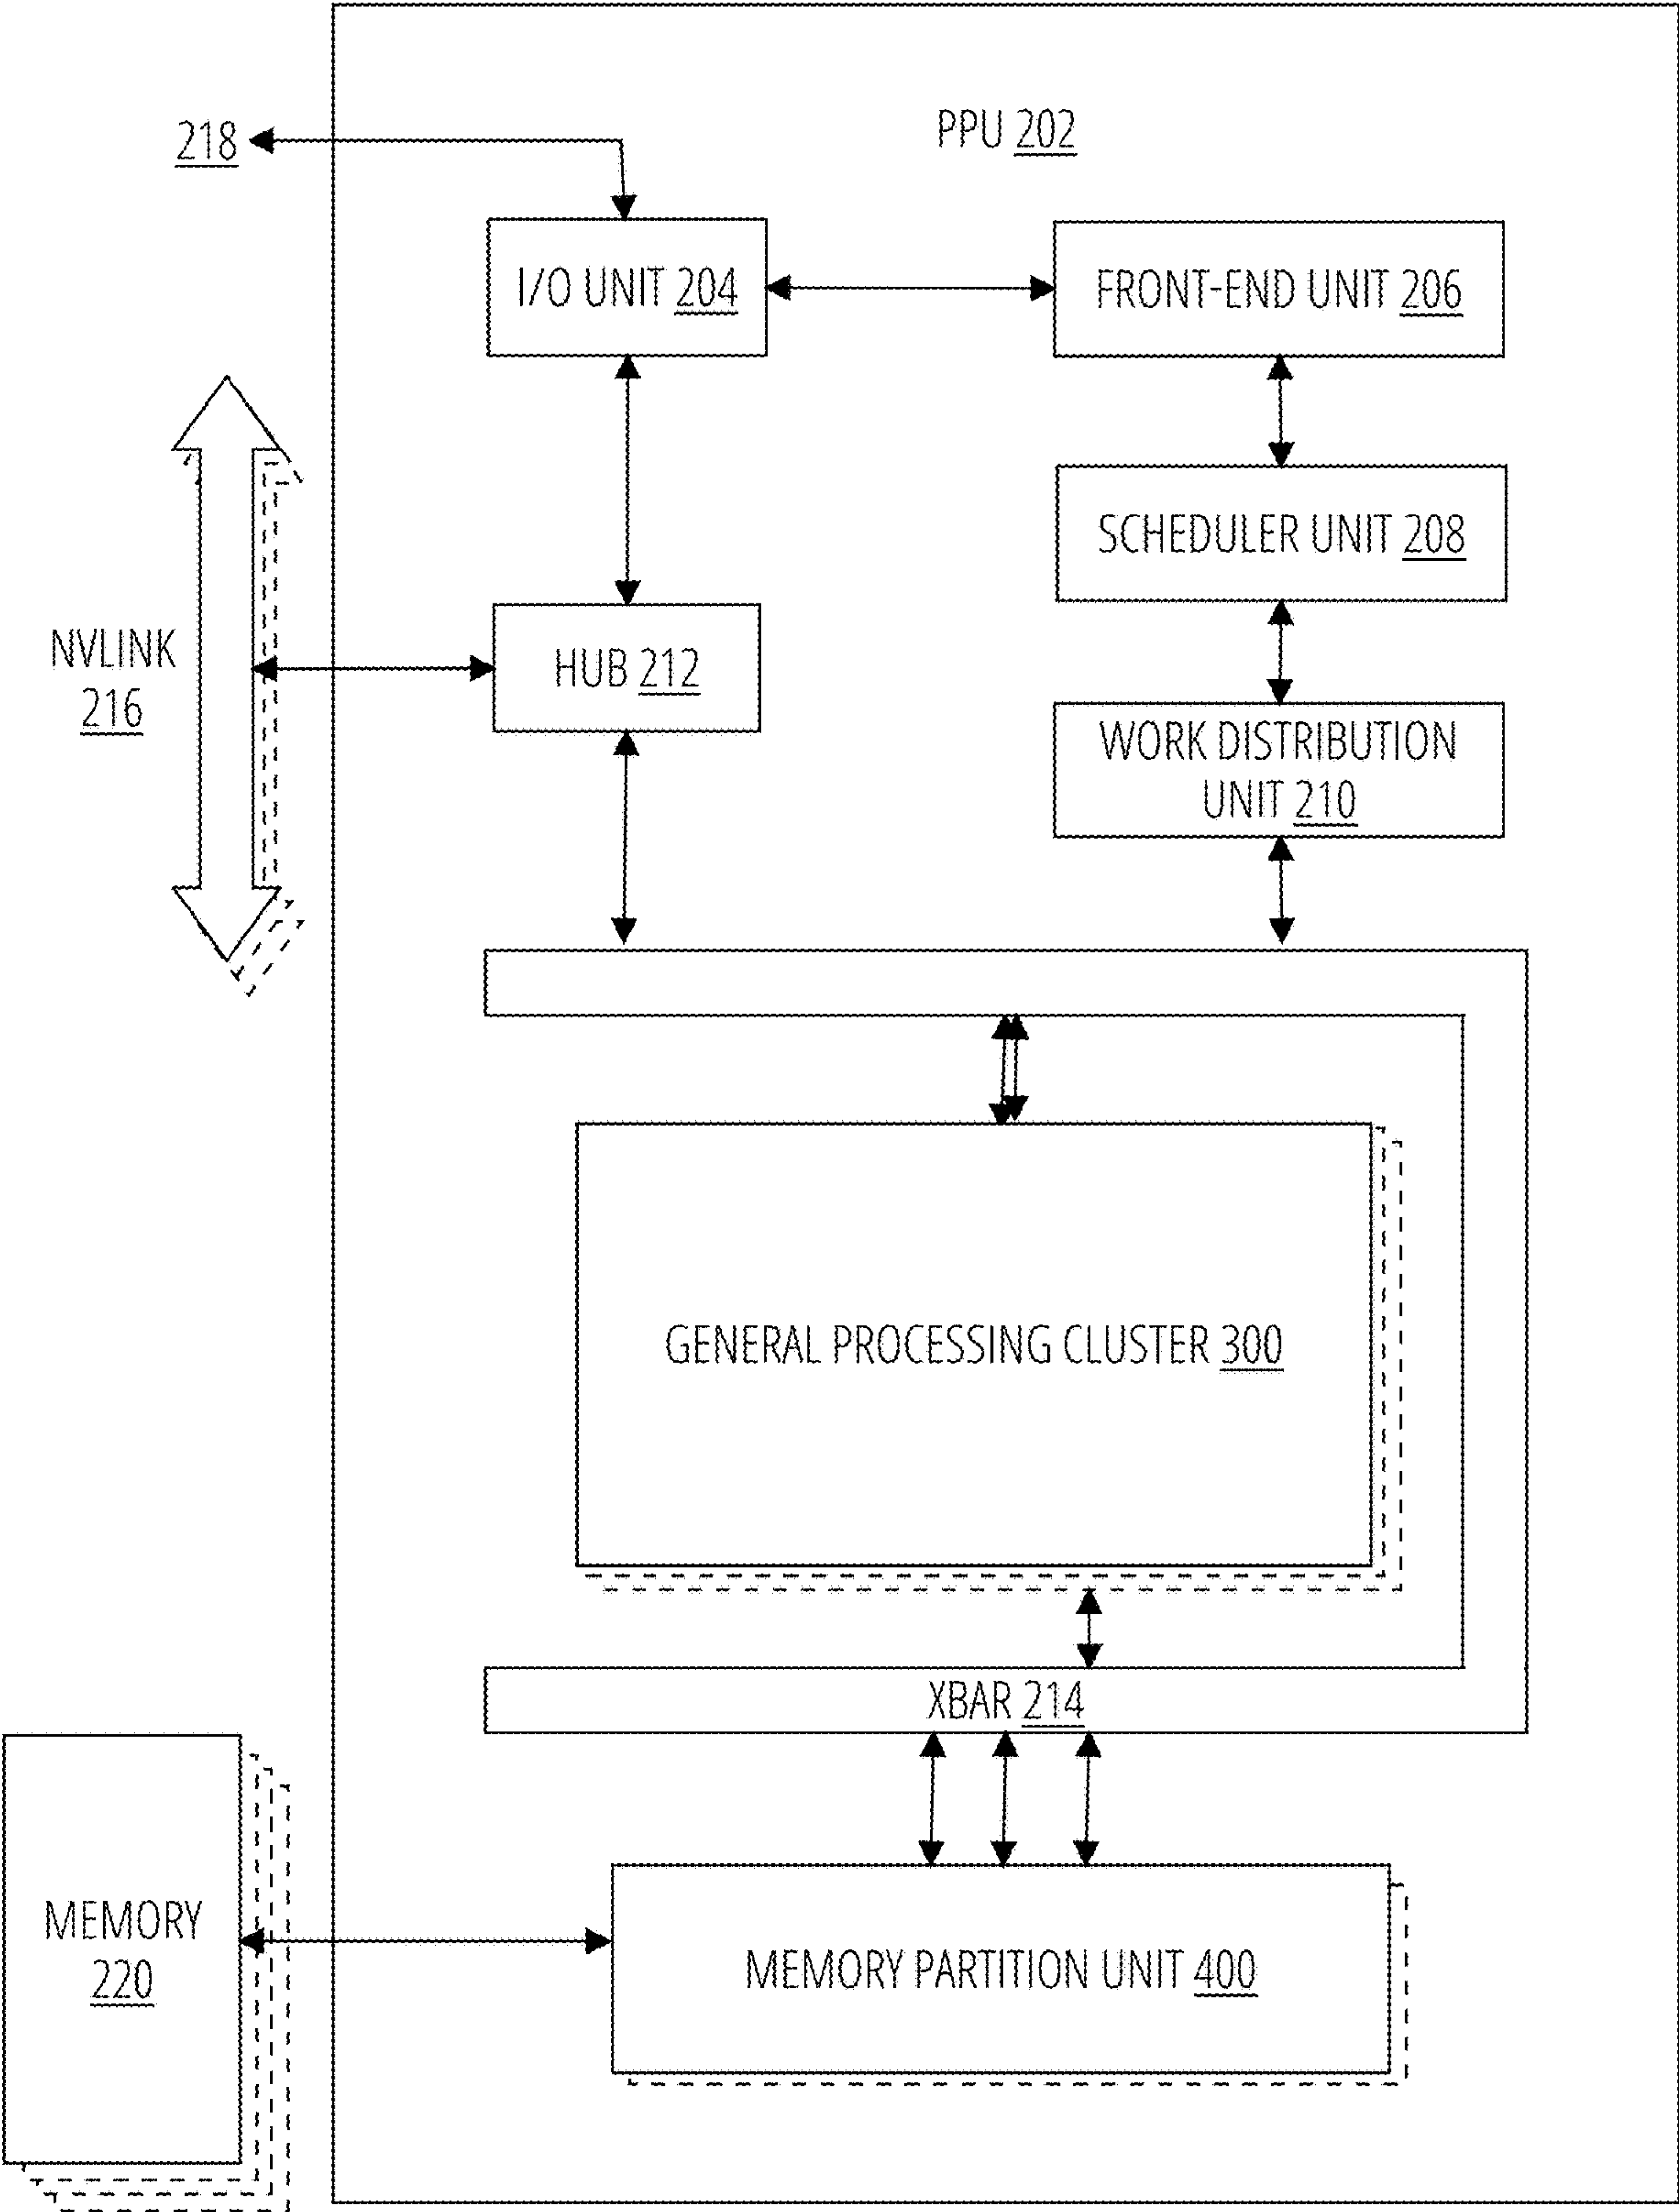 PPU 202
218
I/O UNIT 204
FRONT-END UNIT 206
SCHEDULER UNIT 208
NVLINK
216
HUB 212
WORK DISTRIBUTION
UNIT 210
GENERAL PROCESSING CLUSTER 300
XBAR 214
MEMORY
220
MEMORY PARTITION UNIT 400